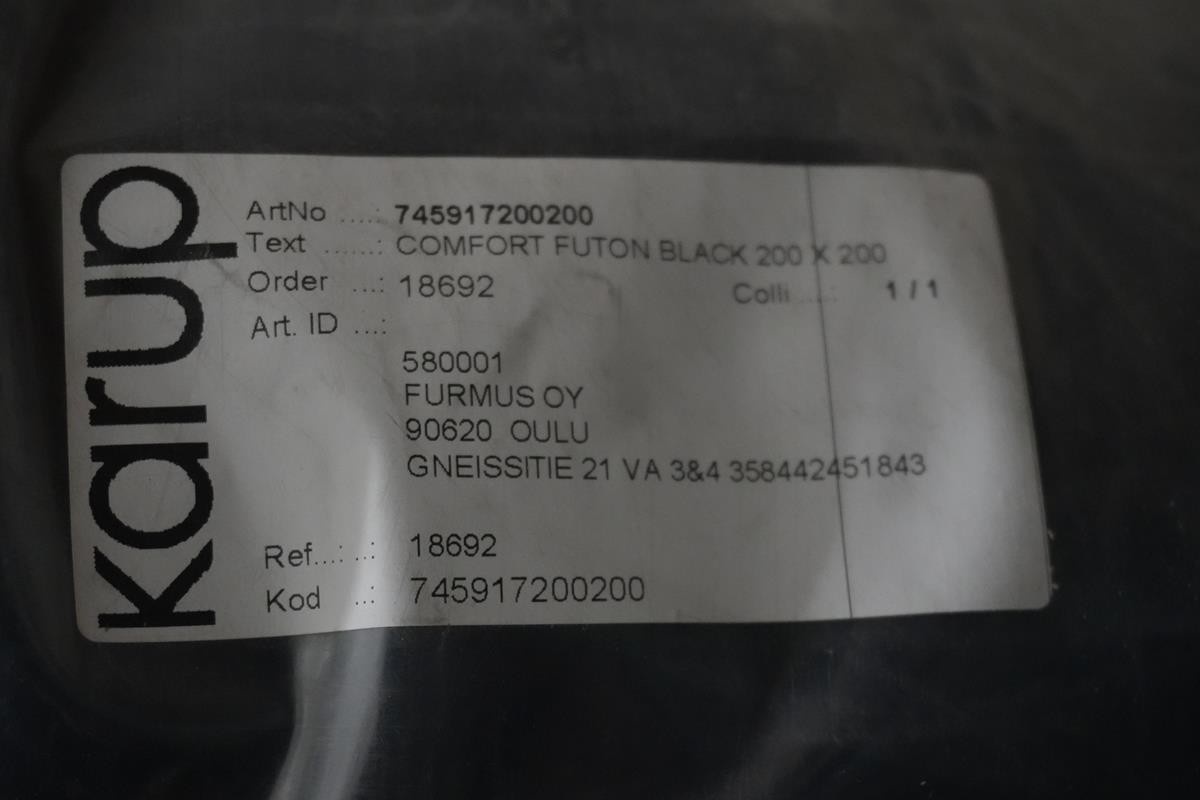 karup
ArtNo ....: 745917200200
Text .......: COMFORT FUTON BLACK 200 X 200
Order ....: 18692 Colli ....: 1 / 1
Art. ID ....:
580001
FURMUS OY
90620 OULU
GNEISSITIE 21 VA 3&4 358442451843
Ref....: ..: 18692
Kod ..: 745917200200